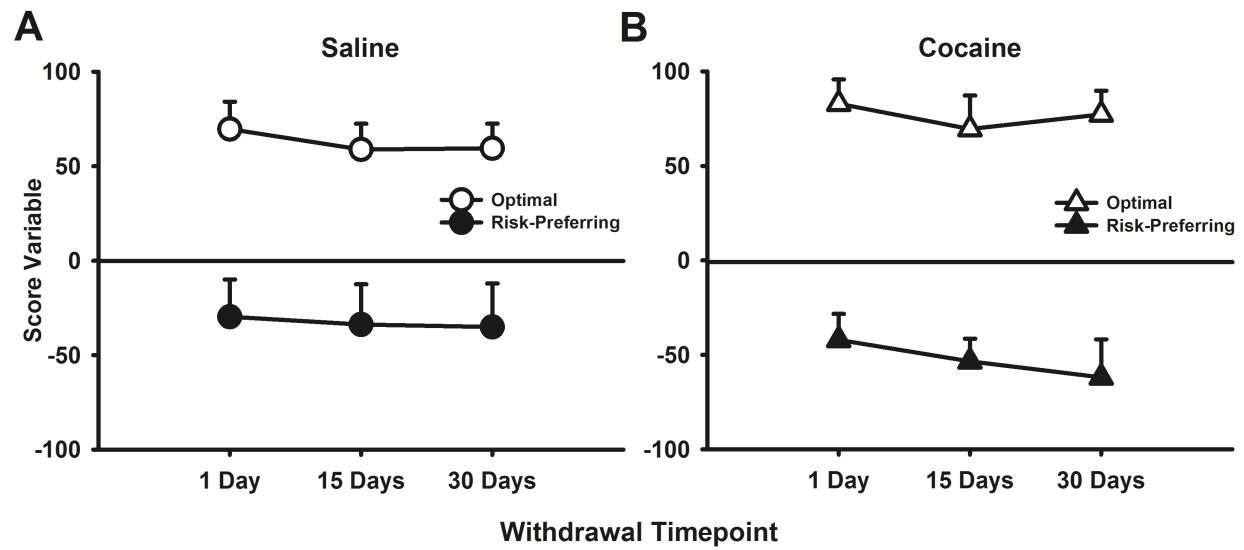 A
Saline
100
50
0
-50
-100
Score Variable
Optimal
Risk-Preferring
1 Day
15 Days
30 Days
B
Cocaine
100
50
0
-50
-100
Optimal
Risk-Preferring
1 Day
15 Days
30 Days
Withdrawal Timepoint